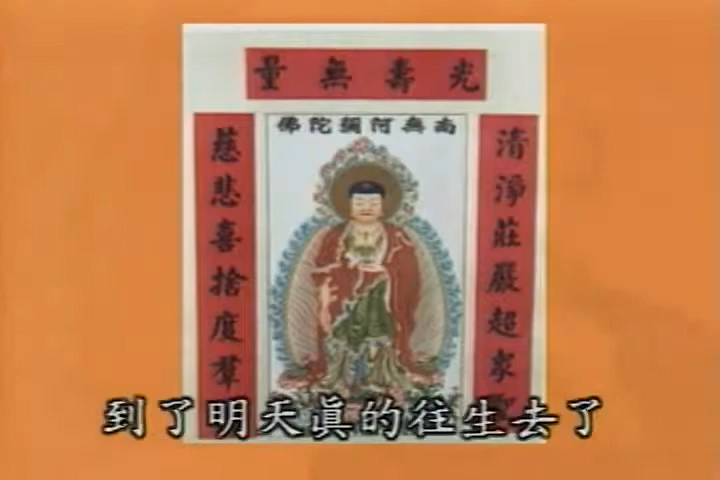 光壽無量
南無阿彌陀佛
清淨莊嚴超
慈悲喜捨度羣
到了明天真的往生去了